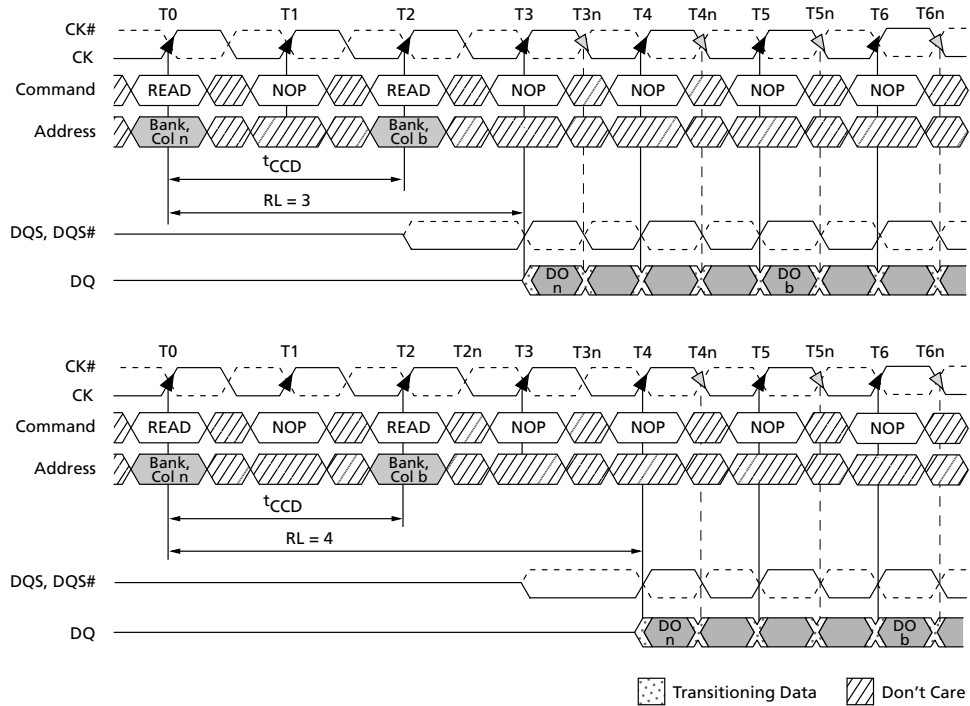 T0 T1 T2 T3 T3n T4 T4n T5 T5n T6 T6n
CK#
CK
Command READ NOP READ NOP NOP NOP NOP
Address Bank, Col n Bank, Col b
tCCD
RL = 3
DQS, DQS#
DQ DO n DO b
T0 T1 T2 T2n T3 T3n T4 T4n T5 T5n T6 T6n
CK#
CK
Command READ NOP READ NOP NOP NOP NOP
Address Bank, Col n Bank, Col b
tCCD
RL = 4
DQS, DQS#
DQ DO n DO b
Transitioning Data Don't Care